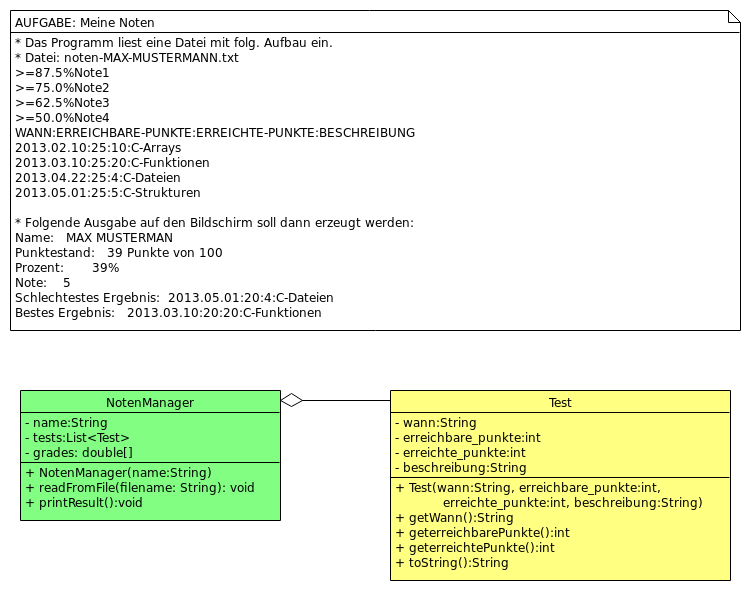 AUFGABE: Meine Noten
* Das Programm liest eine Datei mit folg. Aufbau ein.
* Datei: noten-MAX-MUSTERMANN.txt
>=87.5%Note1
>=75.0%Note2
>=62.5%Note3
>=50.0%Note4
WANN:ERREICHBARE-PUNKTE:ERREICHTE-PUNKTE:BESCHREIBUNG
2013.02.10:25:10:C-Arrays
2013.03.10:25:20:C-Funktionen
2013.04.22:25:4:C-Dateien
2013.05.01:25:5:C-Strukturen
* Folgende Ausgabe auf den Bildschirm soll dann erzeugt werden:
Name:   MAX MUSTERMAN
Punktestand:   39 Punkte von 100
Prozent:       39%
Note:    5
Schlechtestes Ergebnis:  2013.05.01:20:4:C-Dateien
Bestes Ergebnis:   2013.03.10:20:20:C-Funktionen
NotenManager
- name:String
- tests:List<Test>
- grades: double[]
+ NotenManager(name:String)
+ readFromFile(filename: String): void
+ printResult():void
Test
- wann:String
- erreichbare_punkte:int
- erreichte_punkte:int
- beschreibung:String
+ Test(wann:String, erreichbare_punkte:int,
erreichte_punkte:int, beschreibung:String)
+ getWann():String
+ geterreichbarePunkte():int
+ geterreichtePunkte():int
+ toString():String